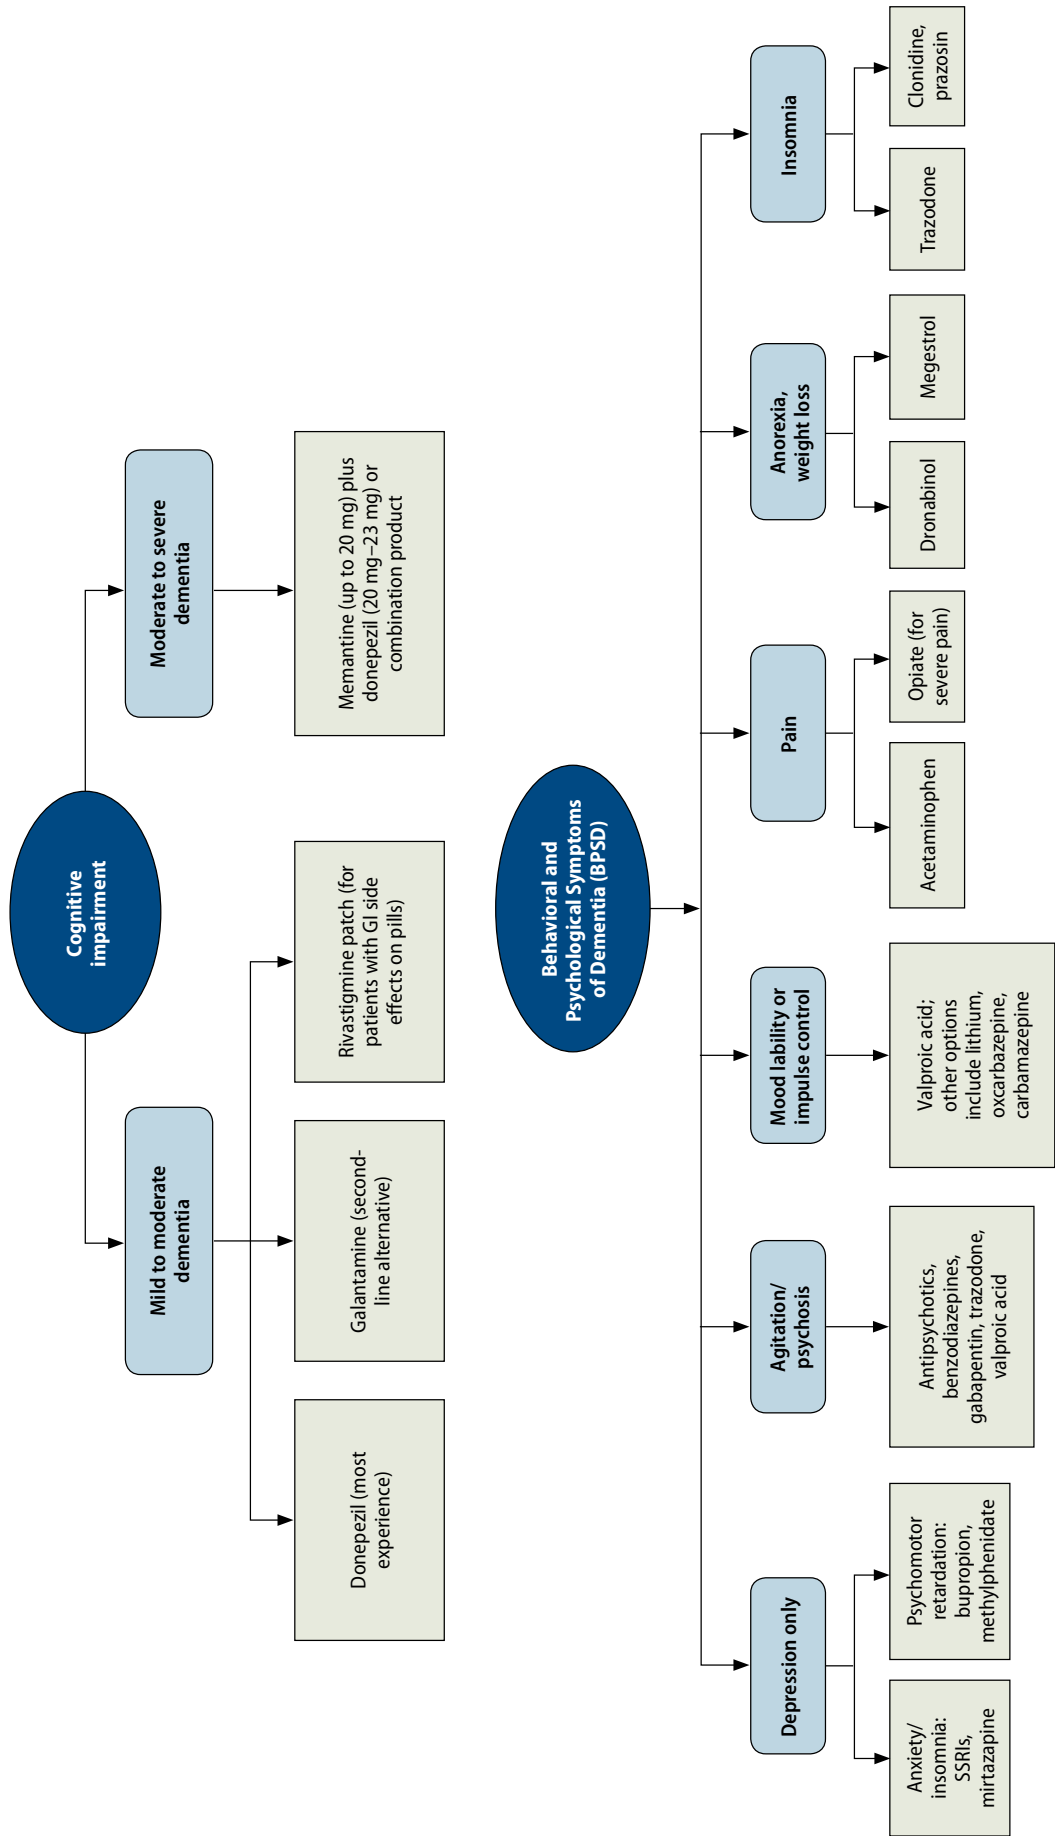 Cognitive
impairment
Mild to moderate
dementia
Moderate to severe
dementia
Donepezil (most
experience)
Galantamine (second-
line alternative)
Rivastigmine patch (for
patients with GI side
effects on pills)
Memantine (up to 20 mg) plus
donepezil (20 mg–23 mg) or
combination product
Behavioral and
Psychological Symptoms
of Dementia (BPSD)
Depression only
Agitation/
psychosis
Mood lability or
impulse control
Pain
Anorexia,
weight loss
Insomnia
Anxiety/
insomnia:
SSRIs,
mirtazapine
Psychomotor
retardation:
bupropion,
methylphenidate
Antipsychotics,
benzodiazepines,
gabapentin, trazodone,
valproic acid
Valproic acid;
other options
include lithium,
oxcarbazepine,
carbamazepine
Acetaminophen
Opiate (for
severe pain)
Dronabinol
Megestrol
Trazodone
Clonidine,
prazosin